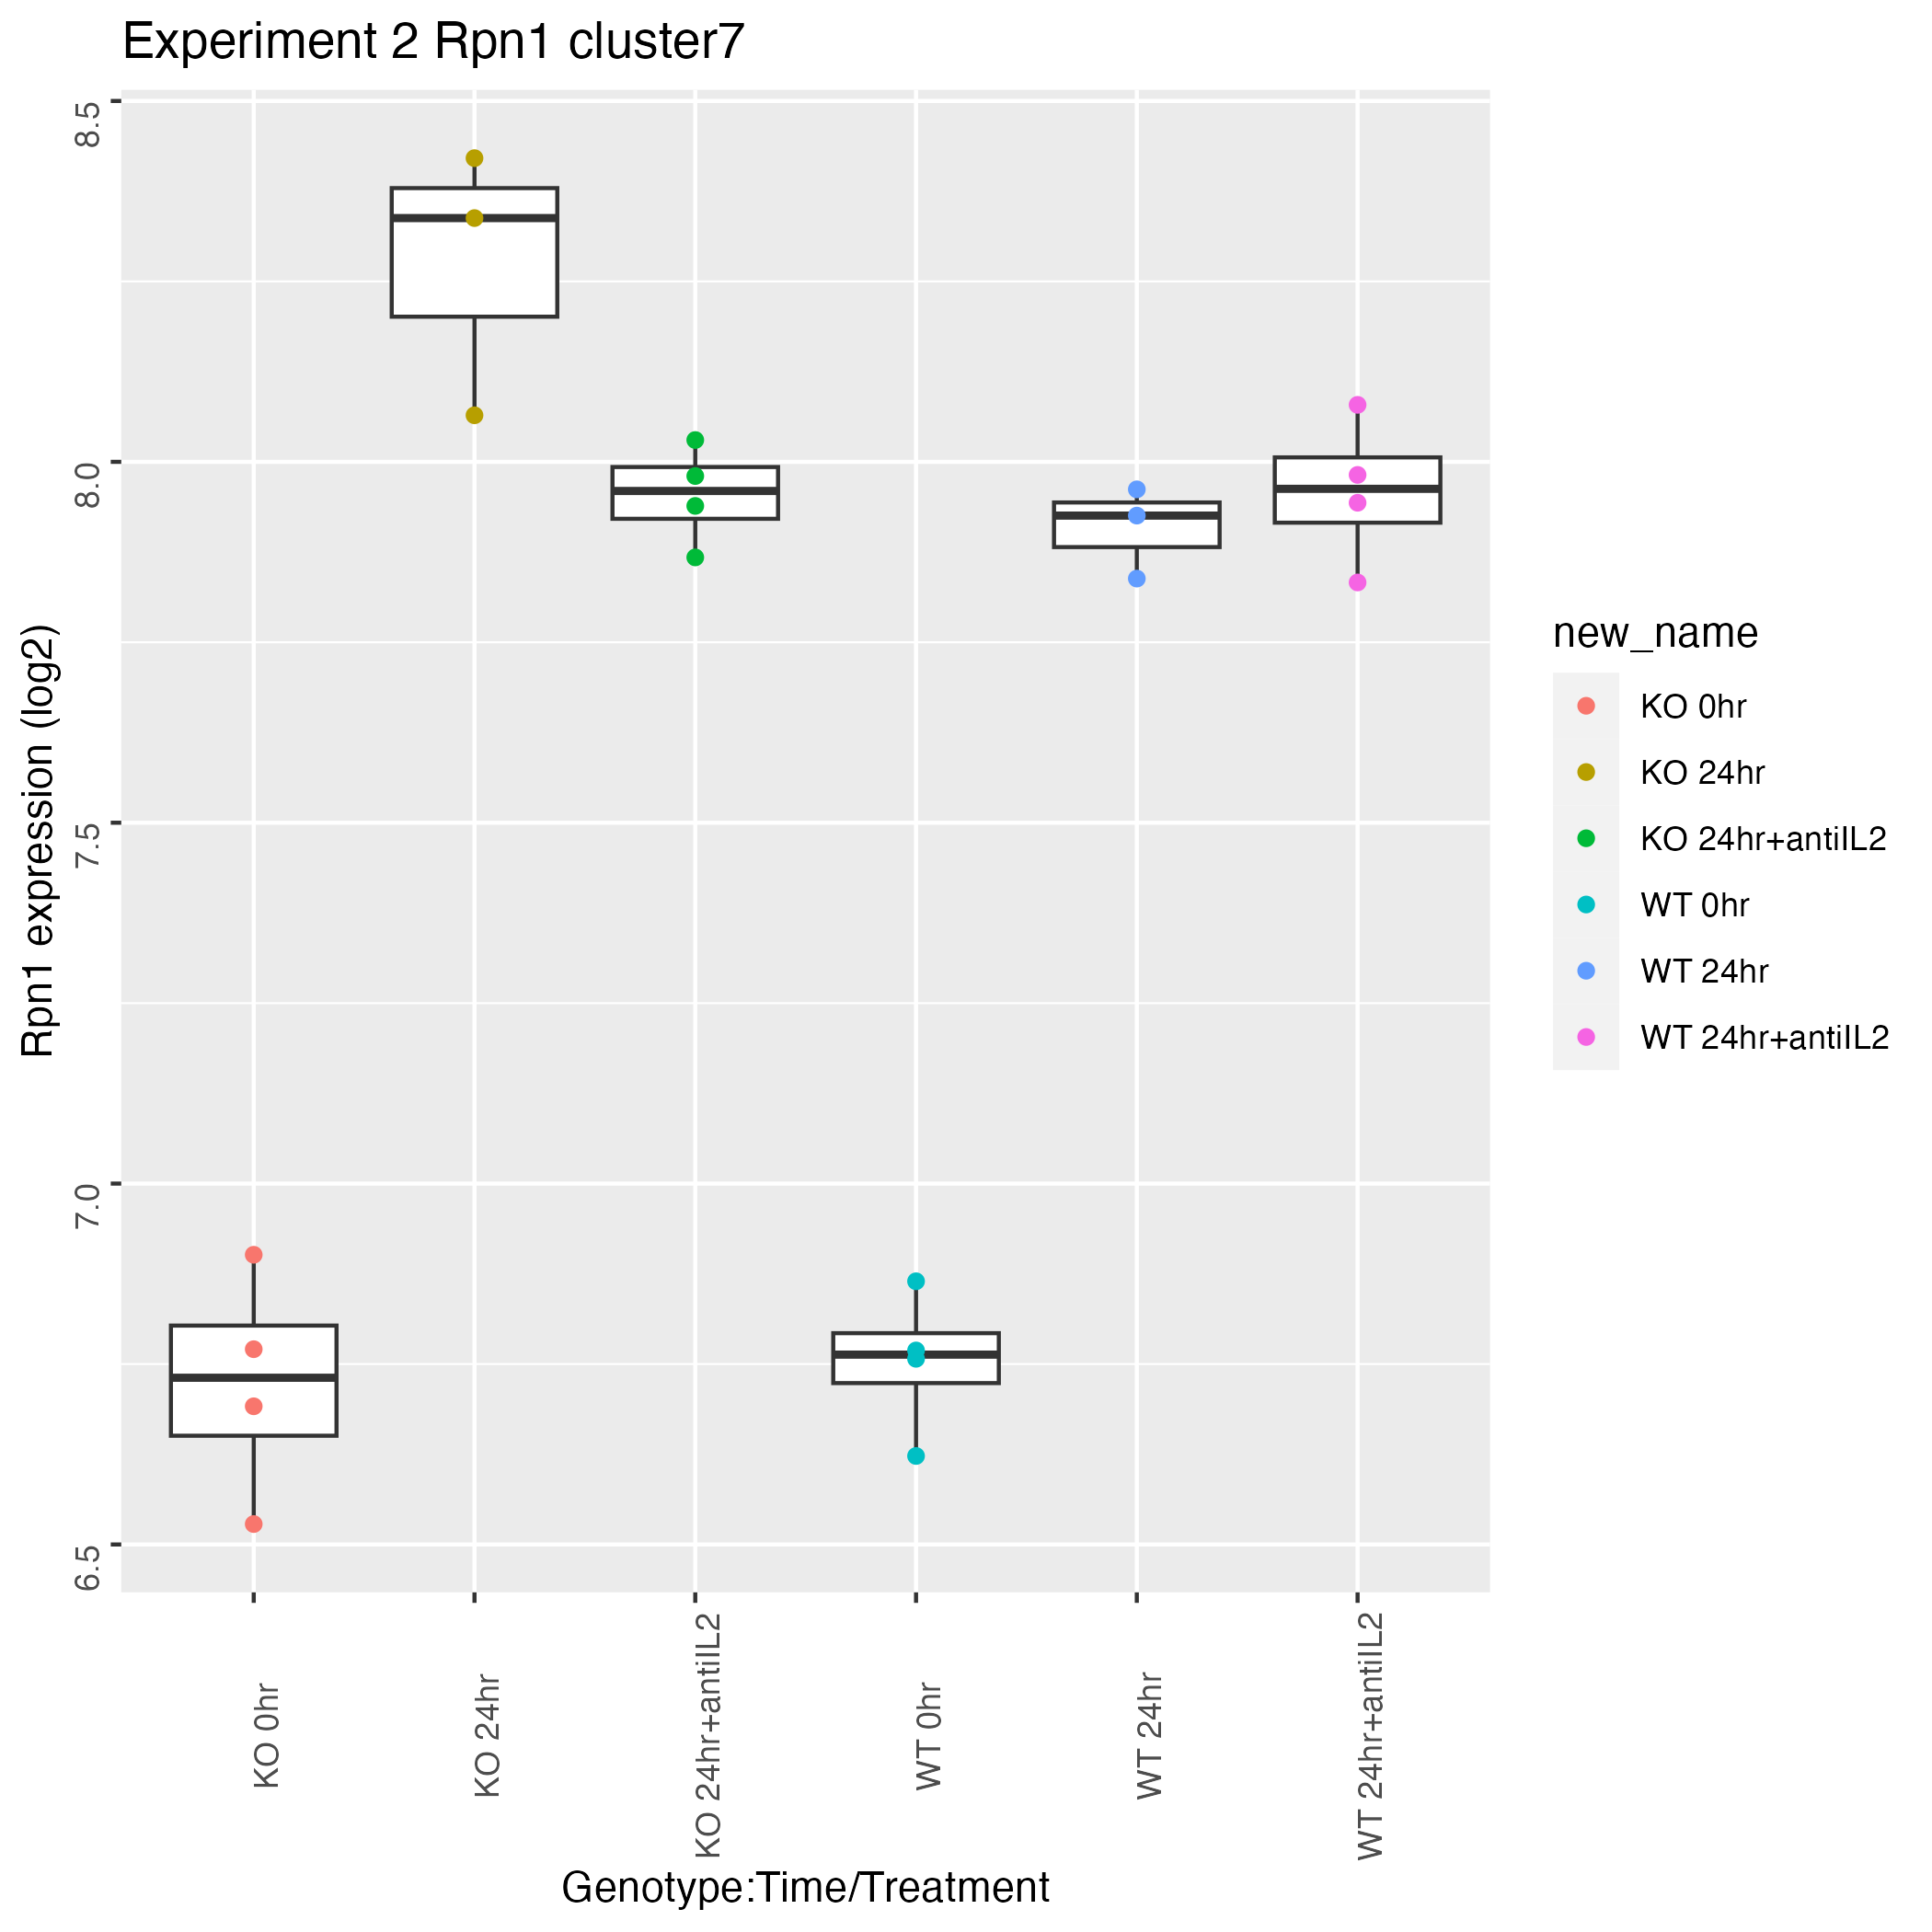 Experiment 2 Rpn1 cluster7
Rpn1 expression (log2)
8.5
8.0
7.5
7.0
6.5
KO 0hr
KO 24hr
KO 24hr+antiIL2
WT 0hr
WT 24hr
WT 24hr+antiIL2
Genotype:Time/Treatment
new_name
KO 0hr
KO 24hr
KO 24hr+antiIL2
WT 0hr
WT 24hr
WT 24hr+antiIL2